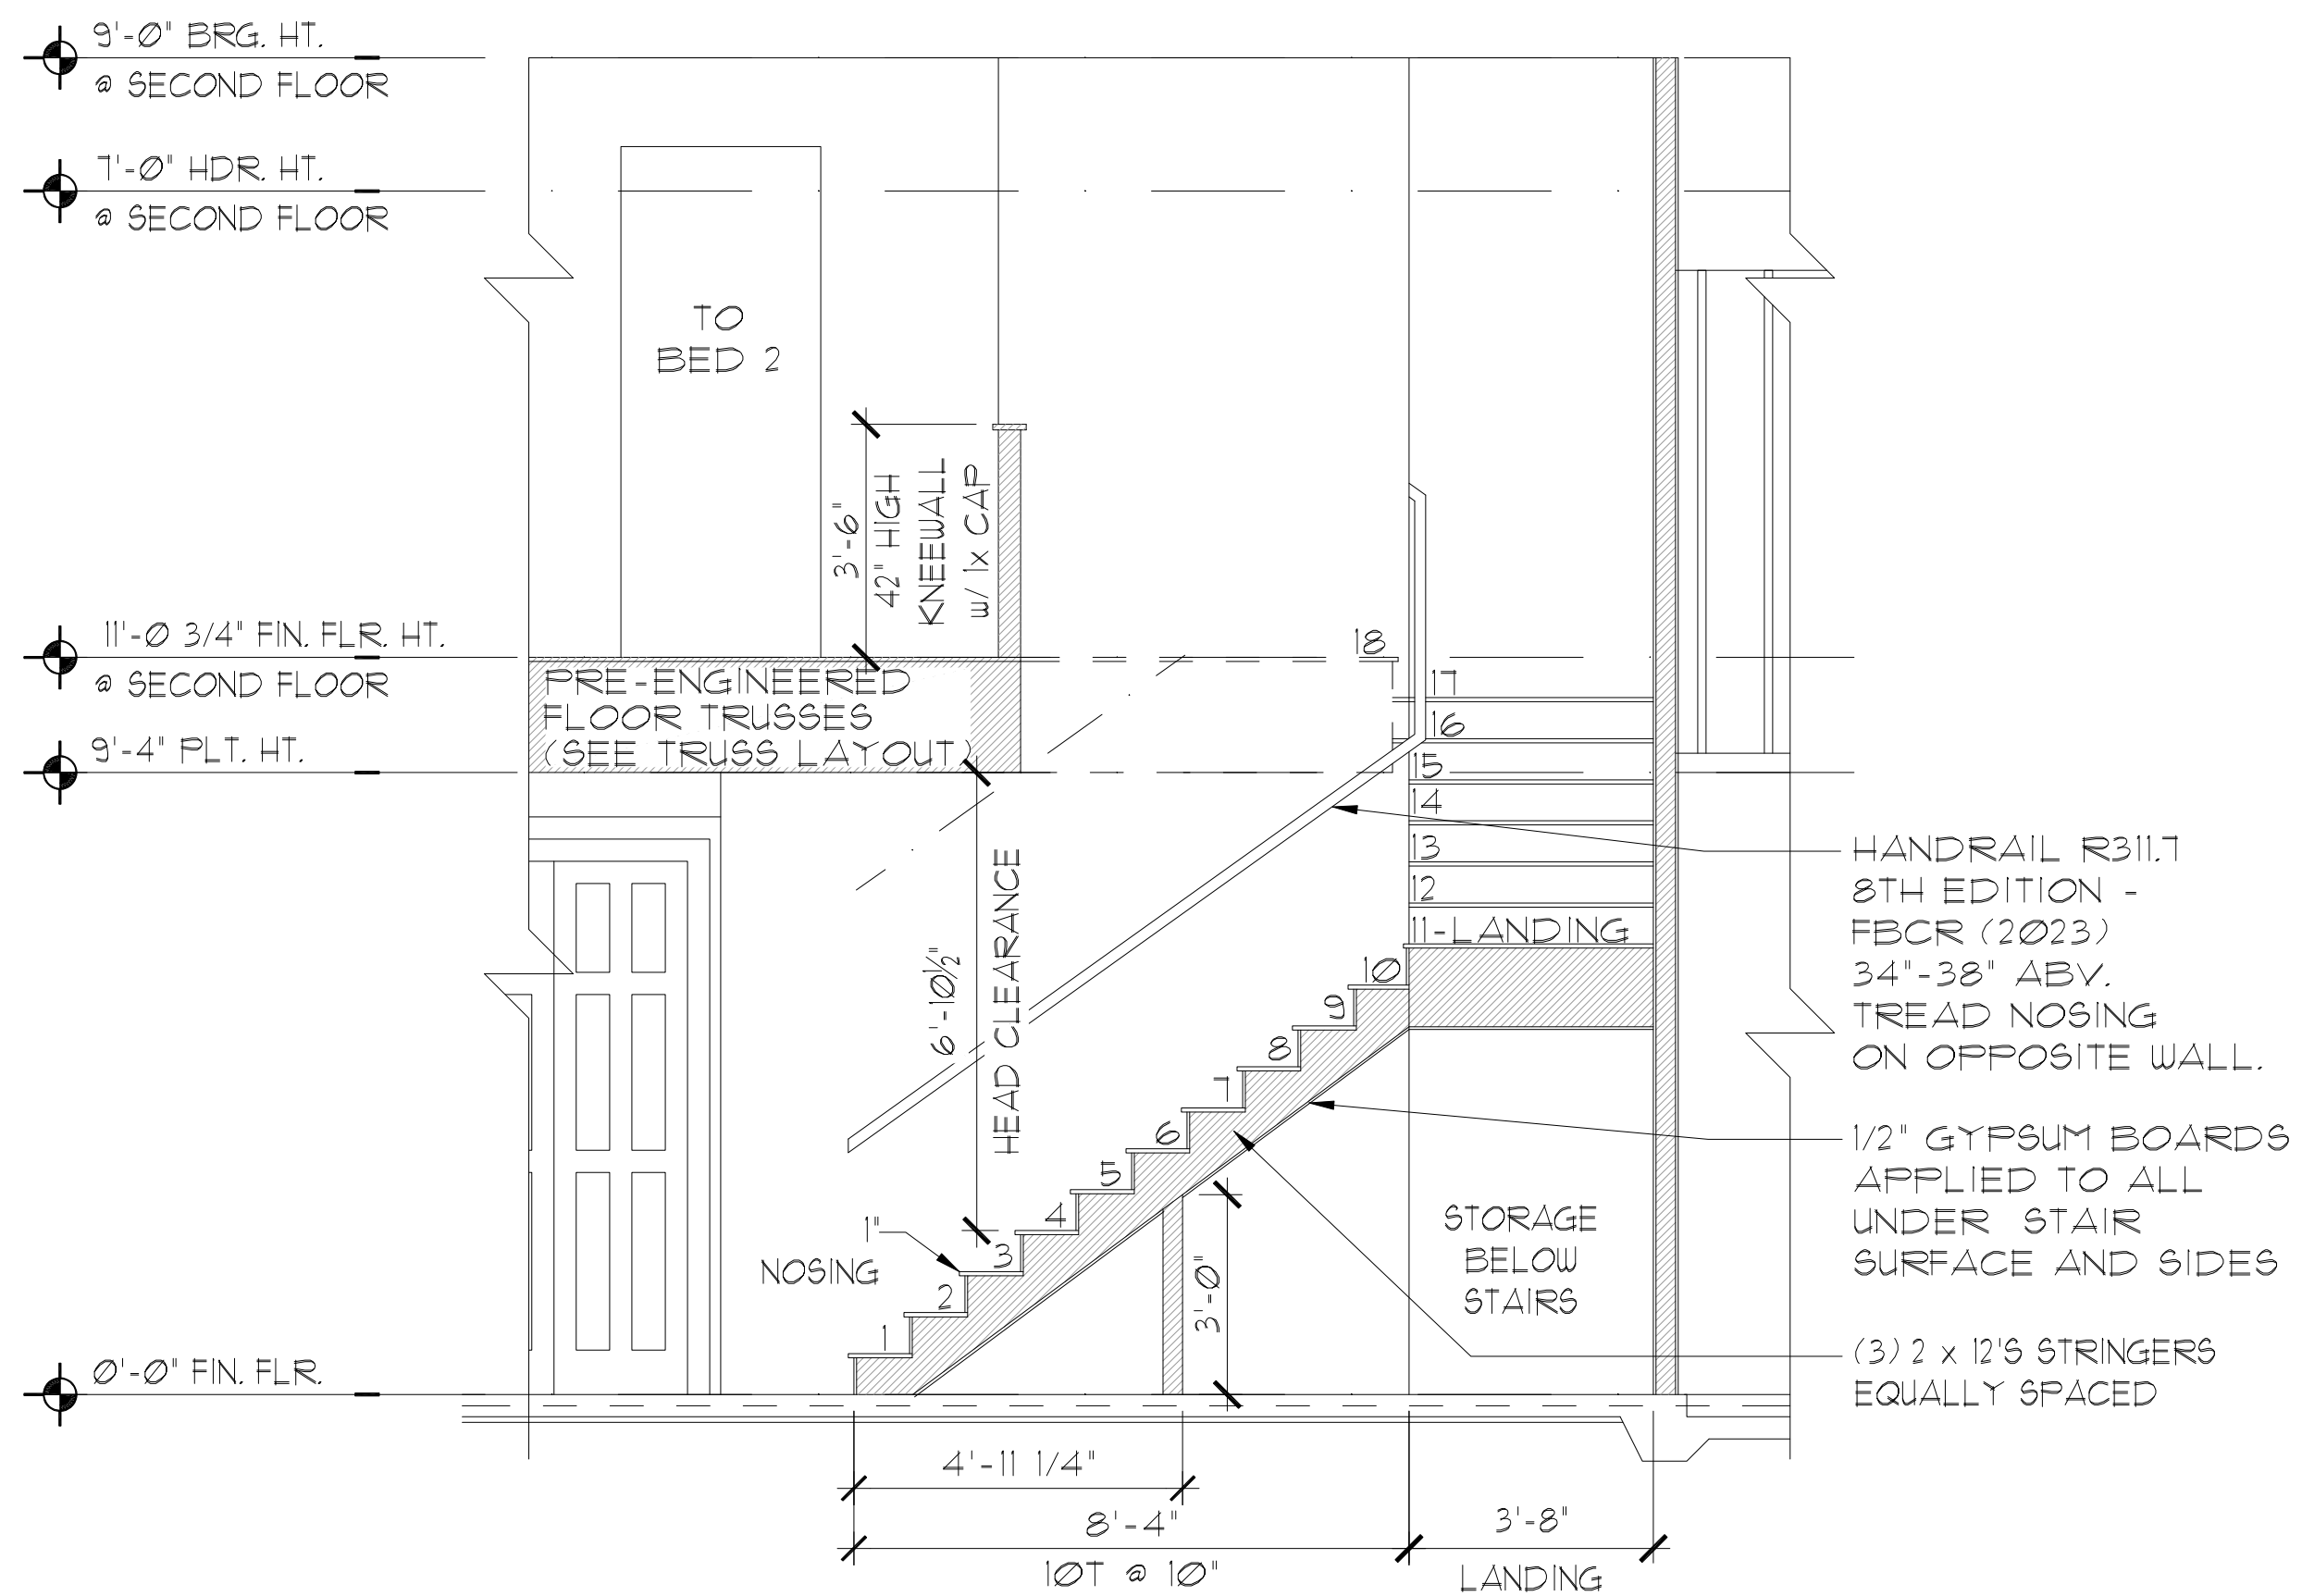 9'-0" BRG. HT.
@ SECOND FLOOR
7'-0" HDR. HT.
@ SECOND FLOOR
TO
BED 2
3'-6"
42" HIGH
KNEEWALL
w/ 1x CAP
11'-0 3/4" FIN. FLR. HT.
@ SECOND FLOOR
PRE-ENGINEERED
FLOOR TRUSSES
(SEE TRUSS LAYOUT)
9'-4" PLT. HT.
18
17
16
15
14
13
12
11-LANDING
10
9
8
7
6
5
4
3
2
1
6'-10½"
HEAD CLEARANCE
1"
NOSING
HANDRAIL R311.7
8TH EDITION -
FBCR (2023)
34"-38" ABV.
TREAD NOSING
ON OPPOSITE WALL.
1/2" GYPSUM BOARDS
APPLIED TO ALL
UNDER STAIR
SURFACE AND SIDES
STORAGE
BELOW
STAIRS
3'-0"
(3) 2 x 12'S STRINGERS
EQUALLY SPACED
0'-0" FIN. FLR.
4'-11 1/4"
8'-4"
10T @ 10"
3'-8"
LANDING